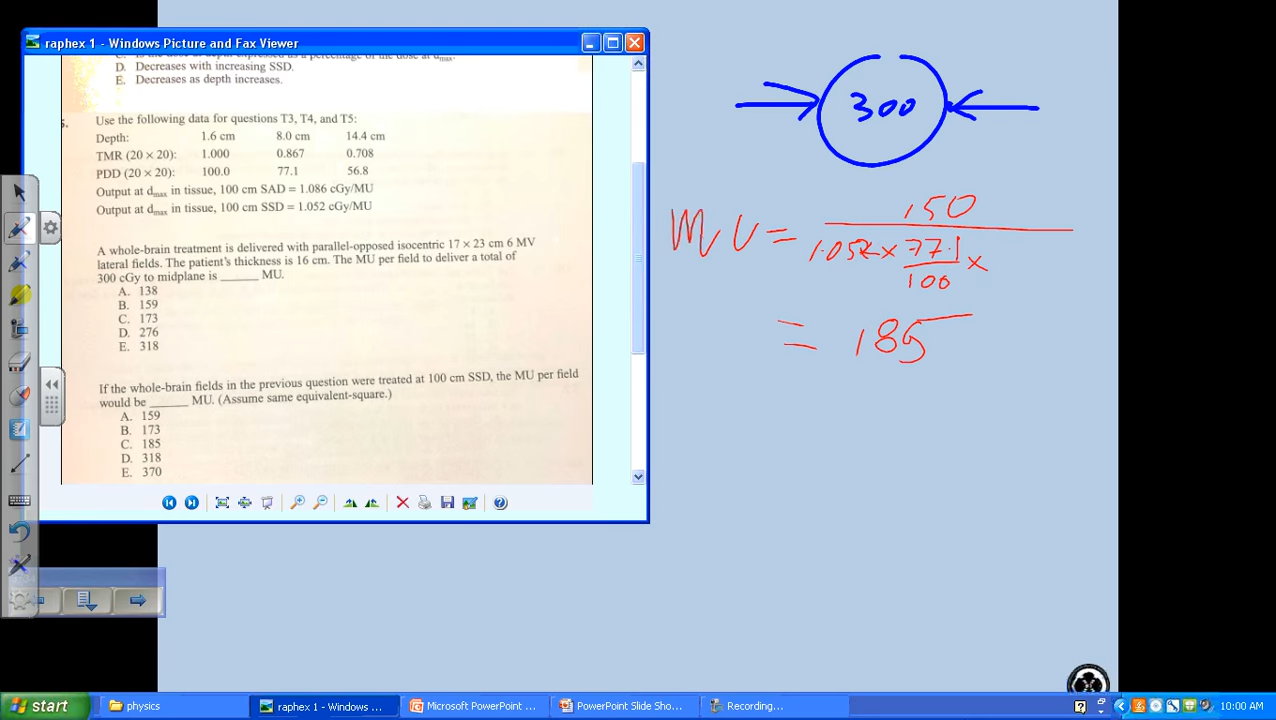 raphex 1 - Windows Picture and Fax Viewer
D. Decreases with increasing SSD.
E. Decreases as depth increases.
Use the following data for questions T3, T4, and T5:
Depth: 1.6 cm 8.0 cm 14.4 cm
TMR (20 × 20): 1.000 0.867 0.708
PDD (20 × 20): 100.0 77.1 56.8
Output at dmax in tissue, 100 cm SAD = 1.086 cGy/MU
Output at dmax in tissue, 100 cm SSD = 1.052 cGy/MU
A whole-brain treatment is delivered with parallel-opposed isocentric 17 × 23 cm 6 MV
lateral fields. The patient's thickness is 16 cm. The MU per field to deliver a total of
300 cGy to midplane is ______ MU.
A. 138
B. 159
C. 173
D. 276
E. 318
If the whole-brain fields in the previous question were treated at 100 cm SSD, the MU per field
would be ______ MU. (Assume same equivalent-square.)
A. 159
B. 173
C. 185
D. 318
E. 370
300
MU = 150
1.052 × 77.1 ×
100
= 185
start physics raphex 1 - Windows ... Microsoft PowerPoint ... PowerPoint Slide Sho... Recording... 10:00 AM